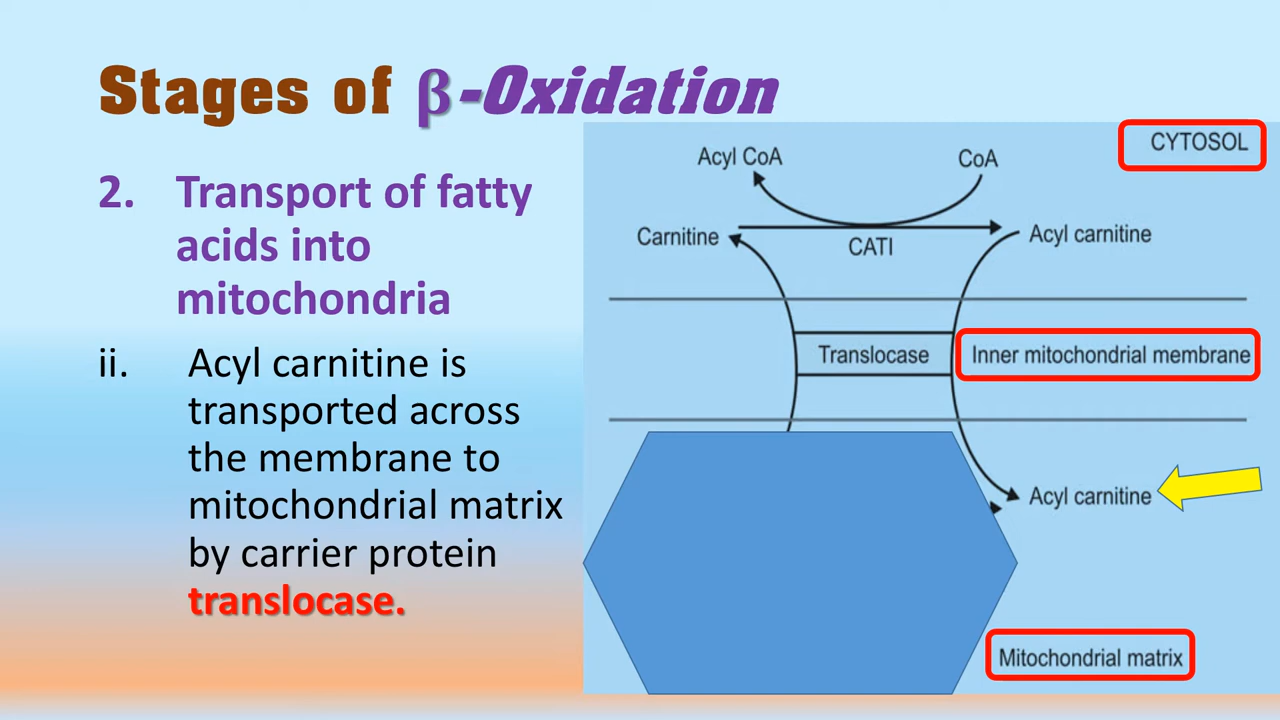 Stages of β-Oxidation
2. Transport of fatty
acids into
mitochondria
ii. Acyl carnitine is
transported across
the membrane to
mitochondrial matrix
by carrier protein
translocase.
CYTOSOL
Acyl CoA
CoA
Carnitine
CATI
Acyl carnitine
Translocase
Inner mitochondrial membrane
Acyl carnitine
Mitochondrial matrix